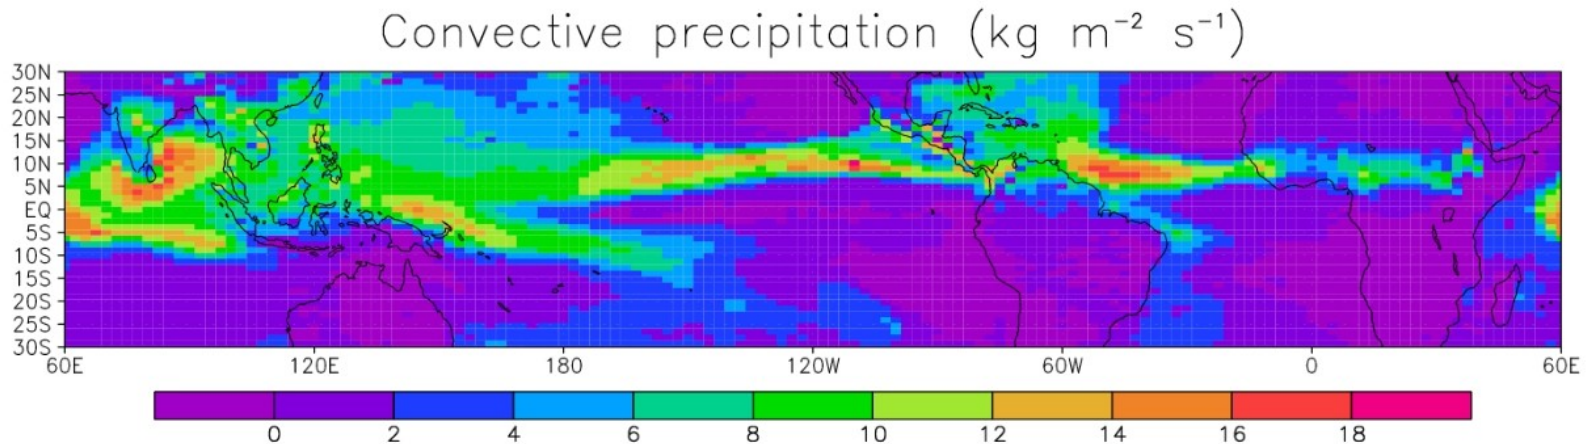 Convective precipitation (kg m⁻² s⁻¹)
30N
25N
20N
15N
10N
5N
EQ
5S
10S
15S
20S
25S
30S
60E 120E 180 120W 60W 0 60E
0 2 4 6 8 10 12 14 16 18